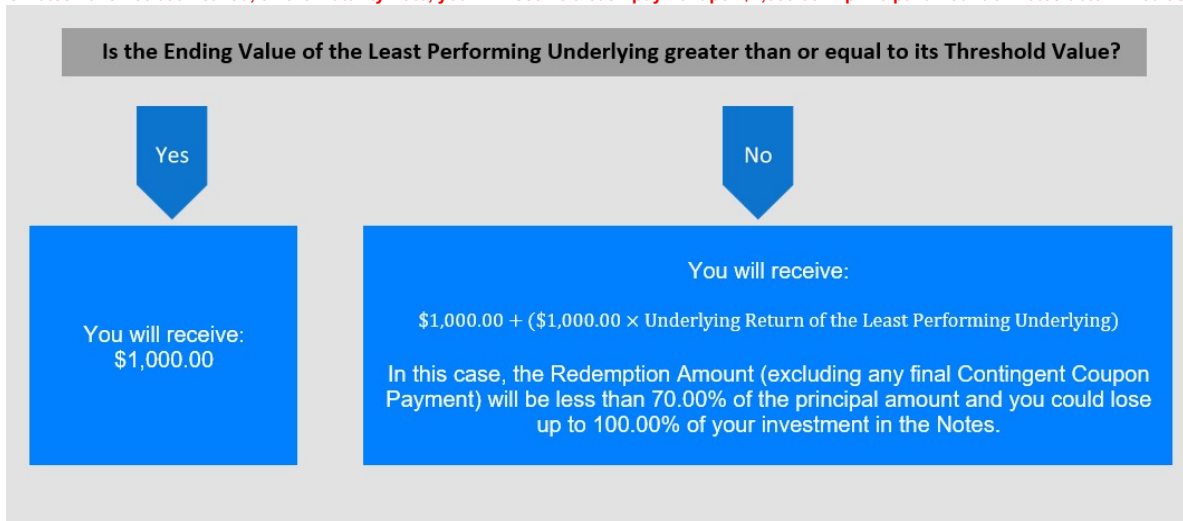 Is the Ending Value of the Least Performing Underlying greater than or equal to its Threshold Value?
Yes
No
You will receive:
$1,000.00
You will receive:
$1,000.00 + ($1,000.00 × Underlying Return of the Least Performing Underlying)
In this case, the Redemption Amount (excluding any final Contingent Coupon
Payment) will be less than 70.00% of the principal amount and you could lose
up to 100.00% of your investment in the Notes.